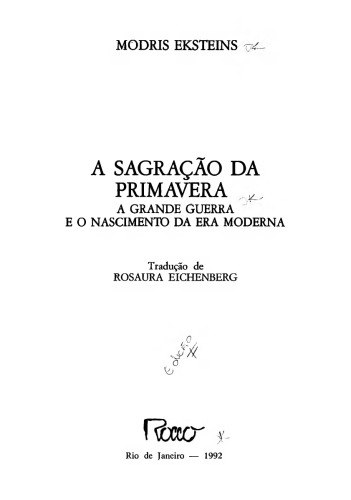 MODRIS EKSTEINS
A SAGRAÇÃO DA
PRIMAVERA
A GRANDE GUERRA
E O NASCIMENTO DA ERA MODERNA
Tradução de
ROSAURA EICHENBERG
Rocco
Rio de Janeiro — 1992